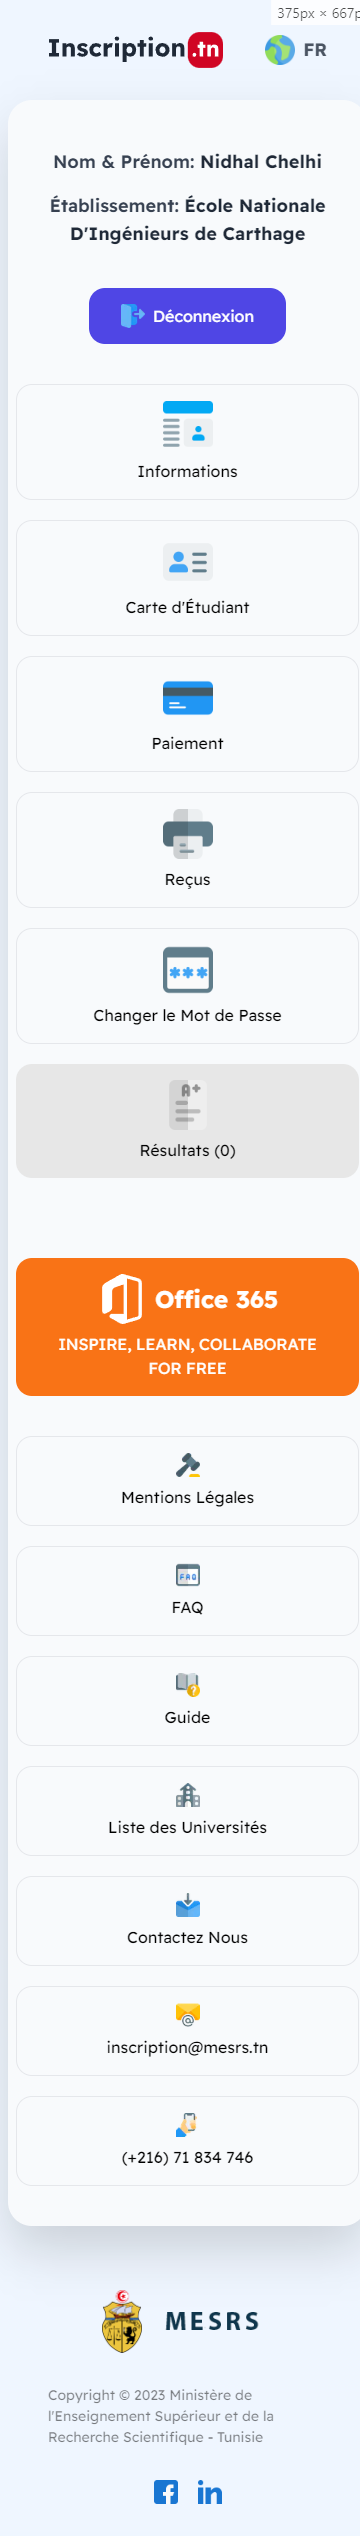 375px × 667p
Inscription.tn
FR
Nom & Prénom: Nidhal Chelhi
Établissement: École Nationale
D'Ingénieurs de Carthage
Déconnexion
Informations
Carte d'Étudiant
Paiement
Reçus
***
Changer le Mot de Passe
A+
Résultats (0)
Office 365
INSPIRE, LEARN, COLLABORATE
FOR FREE
Mentions Légales
FAQ
FAQ
?
Guide
Liste des Universités
Contactez Nous
@
inscription@mesrs.tn
(+216) 71 834 746
MESRS
Copyright © 2023 Ministère de
l'Enseignement Supérieur et de la
Recherche Scientifique - Tunisie
in